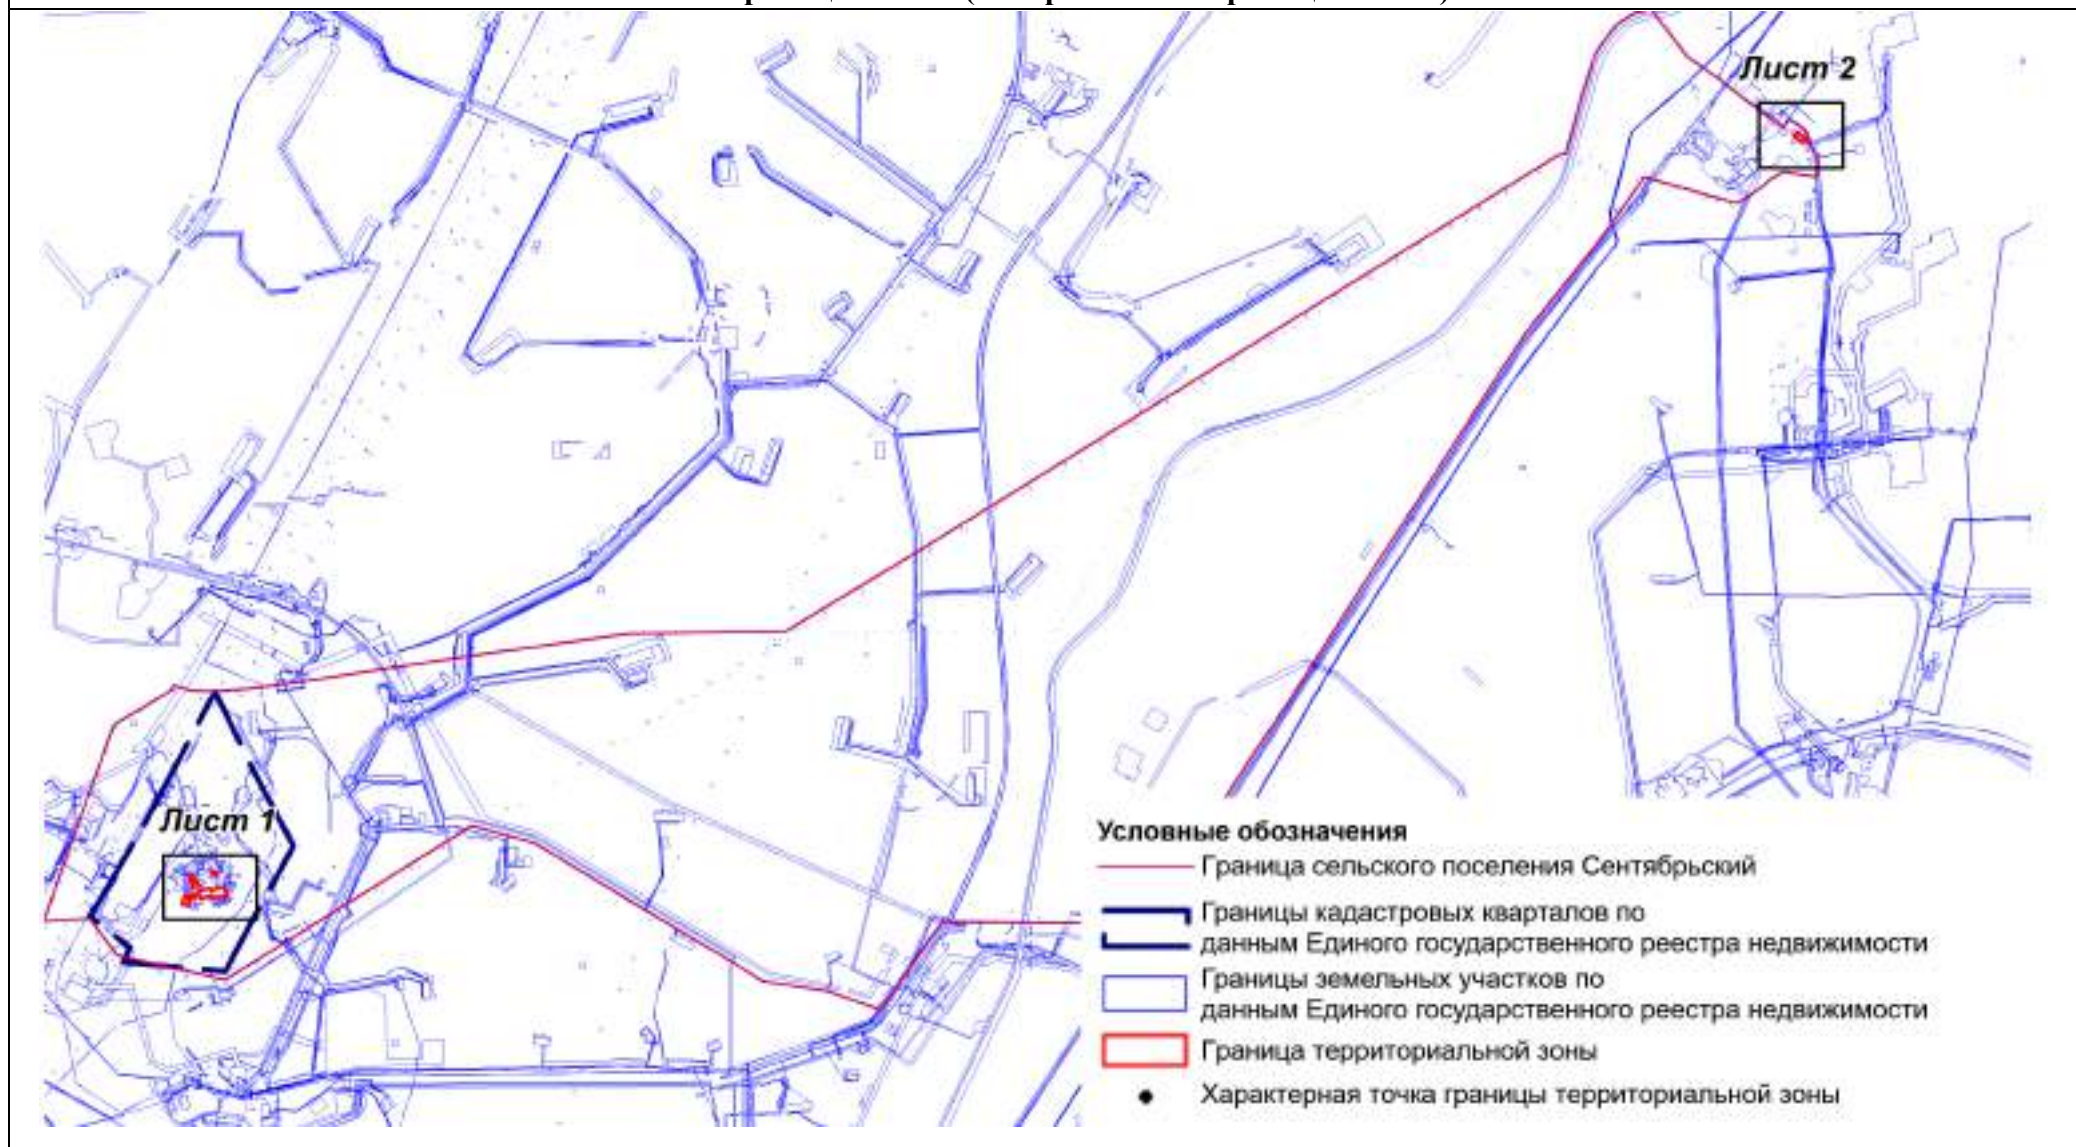 Лист 2
Лист 1
Условные обозначения
Граница сельского поселения Сентябрьский
Границы кадастровых кварталов по
данным Единого государственного реестра недвижимости
Границы земельных участков по
данным Единого государственного реестра недвижимости
Граница территориальной зоны
Характерная точка границы территориальной зоны